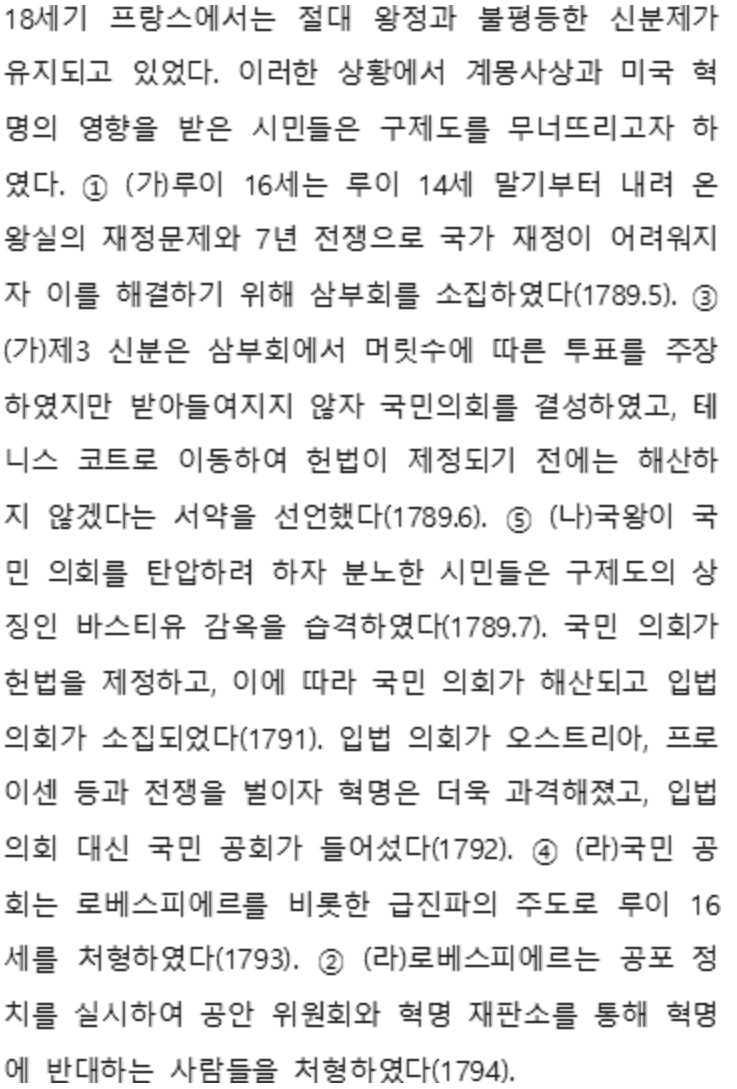 18세기 프랑스에서는 절대 왕정과 불평등한 신분제가
유지되고 있었다. 이러한 상황에서 계몽사상과 미국 혁
명의 영향을 받은 시민들은 구제도를 무너뜨리고자 하
였다. ① (가)루이 16세는 루이 14세 말기부터 내려 온
왕실의 재정문제와 7년 전쟁으로 국가 재정이 어려워지
자 이를 해결하기 위해 삼부회를 소집하였다(1789.5). ③
(가)제3 신분은 삼부회에서 머릿수에 따른 투표를 주장
하였지만 받아들여지지 않자 국민의회를 결성하였고, 테
니스 코트로 이동하여 헌법이 제정되기 전에는 해산하
지 않겠다는 서약을 선언했다(1789.6). ⑤ (나)국왕이 국
민 의회를 탄압하려 하자 분노한 시민들은 구제도의 상
징인 바스티유 감옥을 습격하였다(1789.7). 국민 의회가
헌법을 제정하고, 이에 따라 국민 의회가 해산되고 입법
의회가 소집되었다(1791). 입법 의회가 오스트리아, 프로
이센 등과 전쟁을 벌이자 혁명은 더욱 과격해졌고, 입법
의회 대신 국민 공회가 들어섰다(1792). ④ (라)국민 공
회는 로베스피에르를 비롯한 급진파의 주도로 루이 16
세를 처형하였다(1793). ② (라)로베스피에르는 공포 정
치를 실시하여 공안 위원회와 혁명 재판소를 통해 혁명
에 반대하는 사람들을 처형하였다(1794).